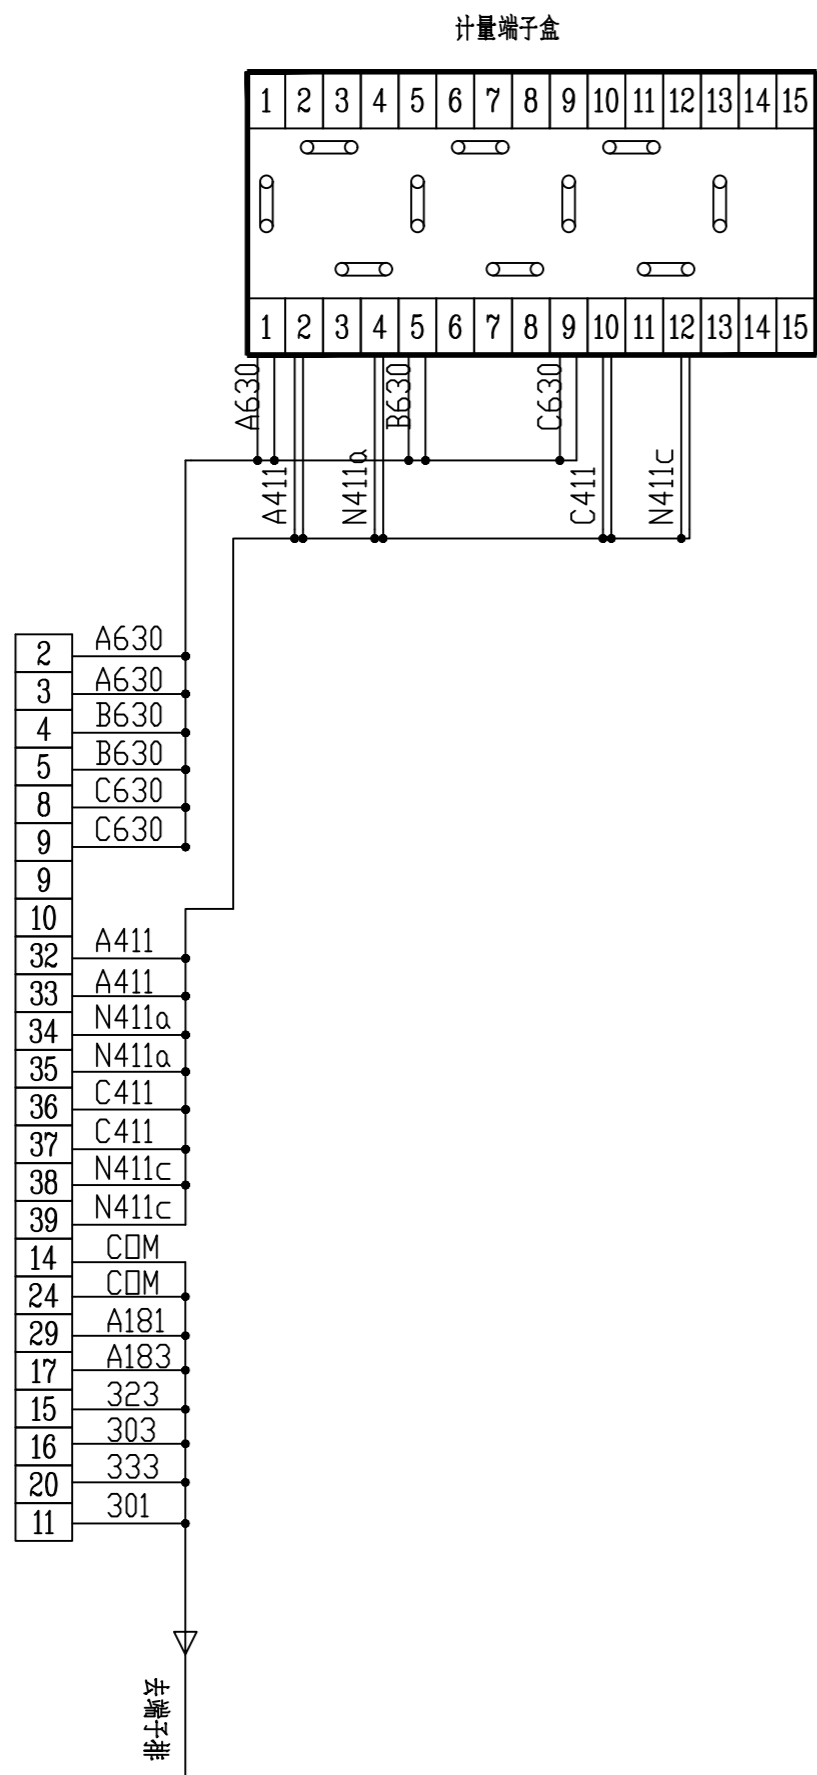 计量端子盒
1 2 3 4 5 6 7 8 9 10 11 12 13 14 15
1 2 3 4 5 6 7 8 9 10 11 12 13 14 15
A630 B630 C630
A411 N411a C411 N411c
2 A630
3 A630
4 B630
5 B630
8 C630
9 C630
9
10
32 A411
33 A411
34 N411a
35 N411a
36 C411
37 C411
38 N411c
39 N411c
14 COM
24 COM
29 A181
17 A183
15 323
16 303
20 333
11 301
去端子排